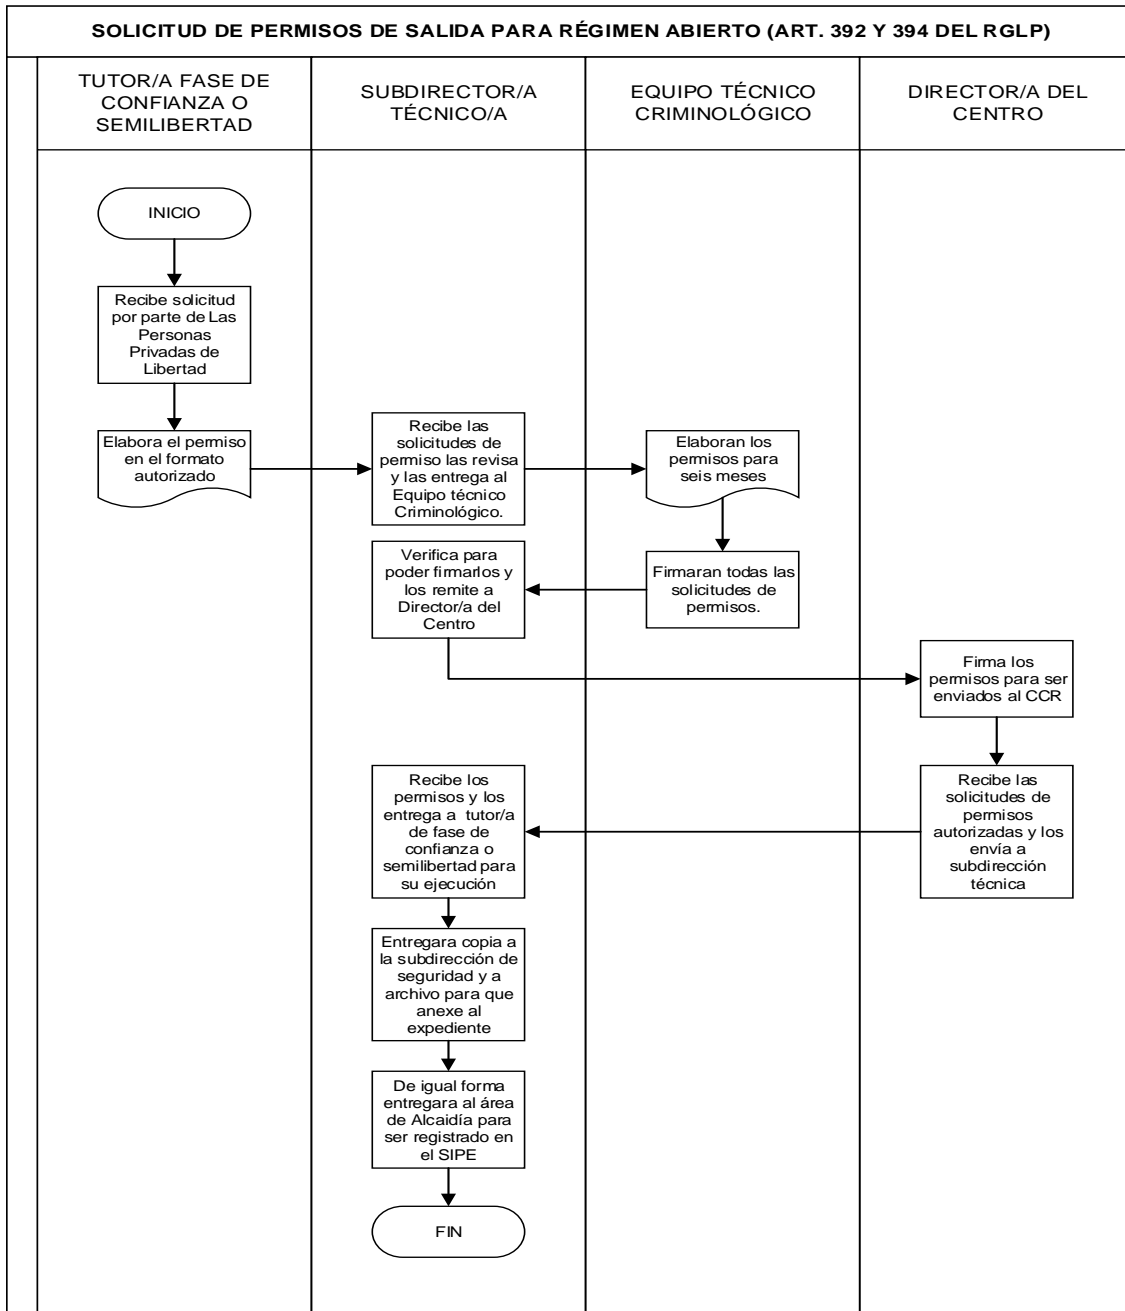 SOLICITUD DE PERMISOS DE SALIDA PARA RÉGIMEN ABIERTO (ART. 392 Y 394 DEL RGLP)
TUTOR/A FASE DE
CONFIANZA O
SEMILIBERTAD
SUBDIRECTOR/A
TÉCNICO/A
EQUIPO TÉCNICO
CRIMINOLÓGICO
DIRECTOR/A DEL
CENTRO
INICIO
Recibe solicitud
por parte de Las
Personas
Privadas de
Libertad
Elabora el permiso
en el formato
autorizado
Recibe las
solicitudes de
permiso las revisa
y las entrega al
Equipo técnico
Criminológico.
Elaboran los
permisos para
seis meses
Firmaran todas las
solicitudes de
permisos.
Verifica para
poder firmarlos y
los remite a
Director/a del
Centro
Firma los
permisos para ser
enviados al CCR
Recibe las
solicitudes de
permisos
autorizadas y los
envía a
subdirección
técnica
Recibe los
permisos y los
entrega a tutor/a
de fase de
confianza o
semilibertad para
su ejecución
Entregara copia a
la subdirección de
seguridad y a
archivo para que
anexe al
expediente
De igual forma
entregara al área
de Alcaidía para
ser registrado en
el SIPE
FIN